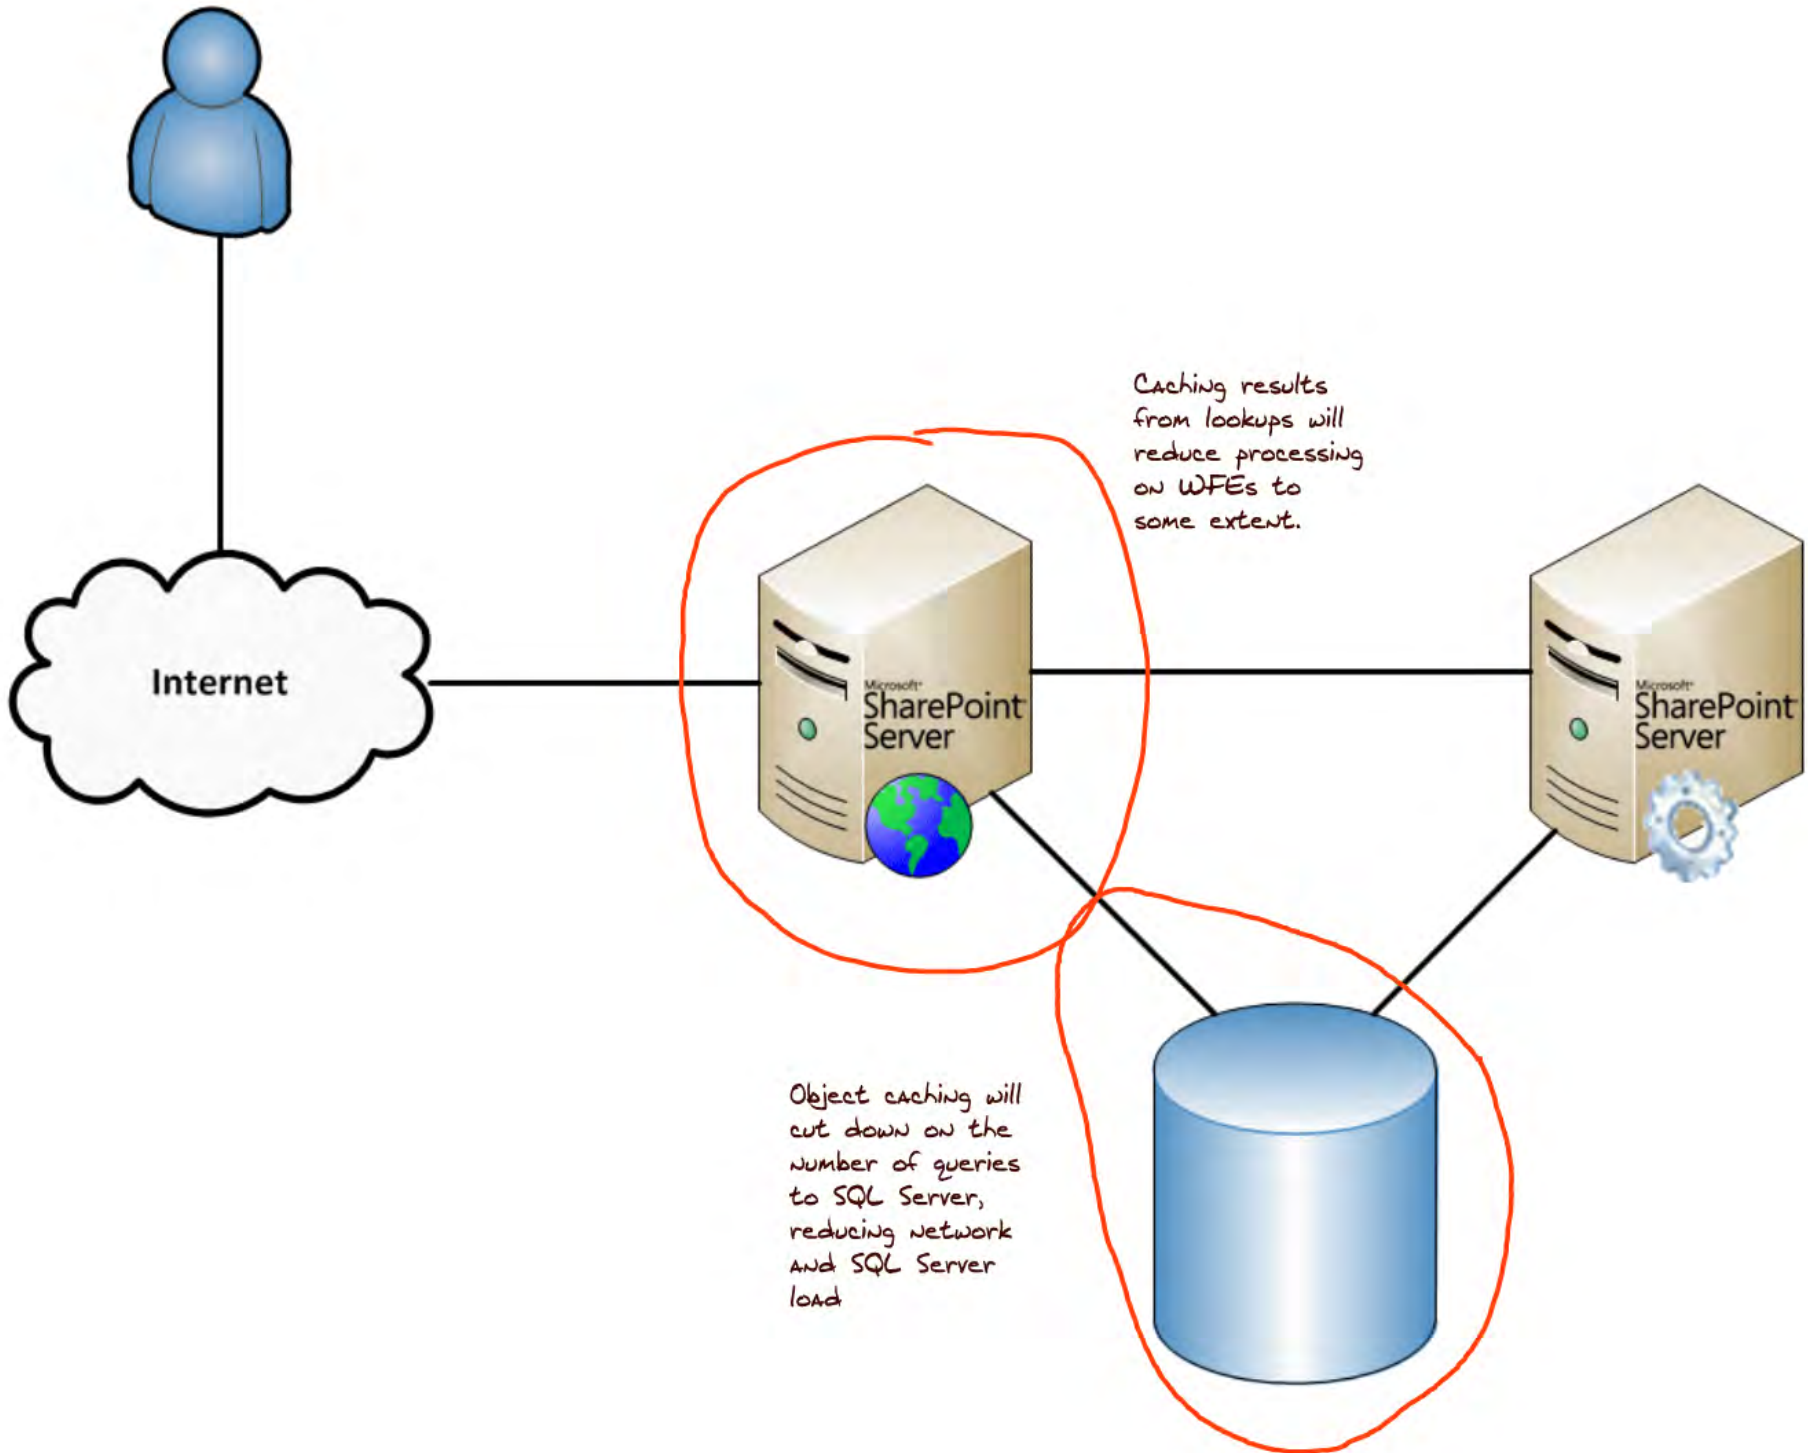 Caching results
from lookups will
reduce processing
on WFEs to
some extent.
Internet
Microsoft
SharePoint
Server
Microsoft
SharePoint
Server
Object caching will
cut down on the
number of queries
to SQL Server,
reducing network
and SQL Server
load